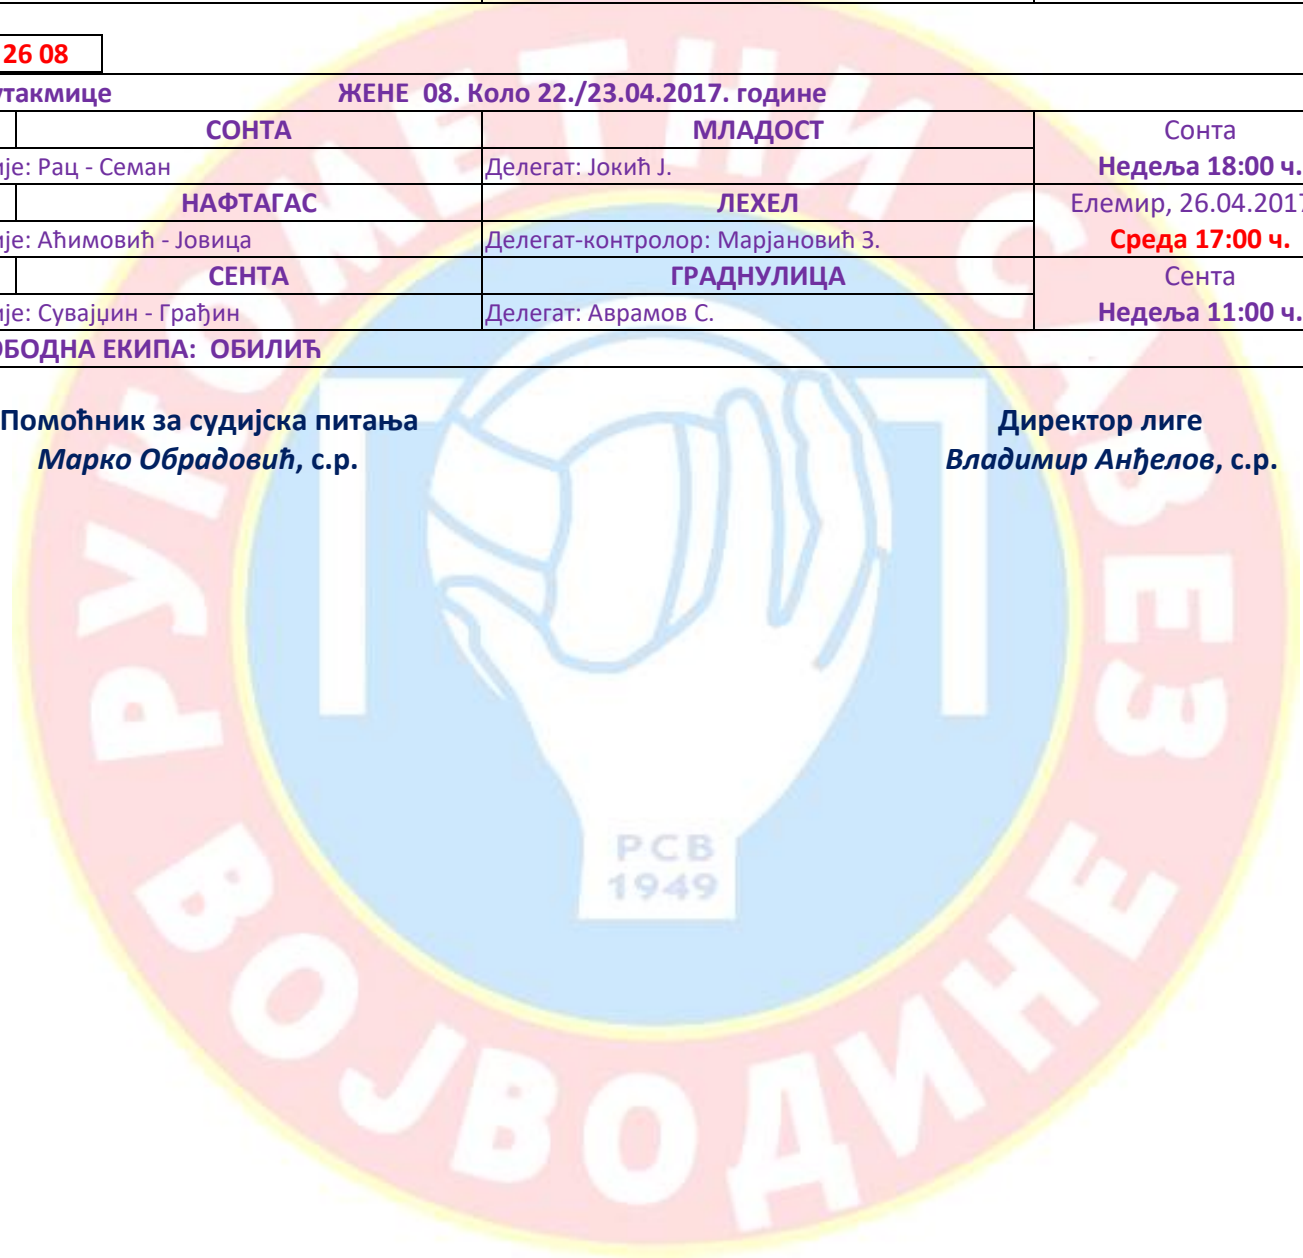 26 08
утакмице ЖЕНЕ 08. Коло 22./23.04.2017. године
СОНТА МЛАДОСТ Сонта
ије: Рац - Семан Делегат: Јокић Ј. Недеља 18:00 ч.
НАФТАГАС ЛЕХЕЛ Елемир, 26.04.2017
ије: Аћимовић - Јовица Делегат-контролор: Марјановић З. Среда 17:00 ч.
СЕНТА ГРАДНУЛИЦА Сента
ије: Сувајџин - Грађин Делегат: Аврамов С. Недеља 11:00 ч.
ОБОДНА ЕКИПА: ОБИЛИЋ
Помоћник за судијска питања Директор лиге
Марко Обрадовић, с.р. Владимир Анђелов, с.р.
РУКОМЕТНИ САВЕЗ
ВОЈВОДИНЕ
РСВ
1949